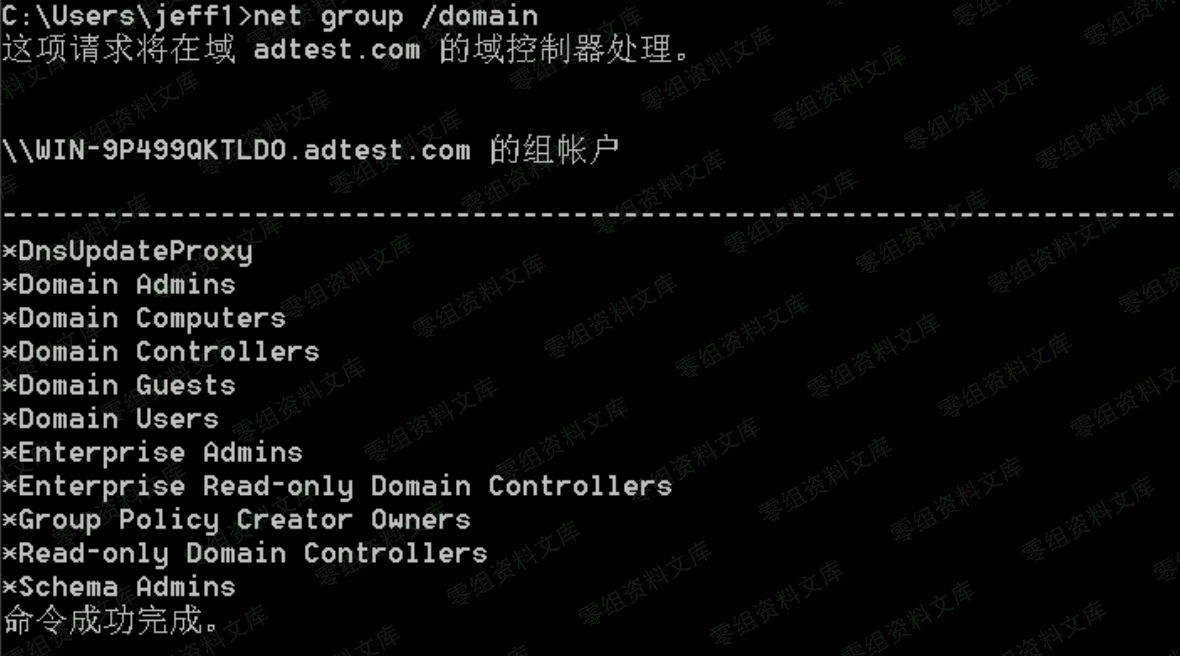 C:\Users\jeff1>net group /domain
这项请求将在域 adtest.com 的域控制器处理。
\\WIN-9P499QKTLDO.adtest.com 的组帐户
-------------------------------------------------------------------------------
*DnsUpdateProxy
*Domain Admins
*Domain Computers
*Domain Controllers
*Domain Guests
*Domain Users
*Enterprise Admins
*Enterprise Read-only Domain Controllers
*Group Policy Creator Owners
*Read-only Domain Controllers
*Schema Admins
命令成功完成。
零组资料文库